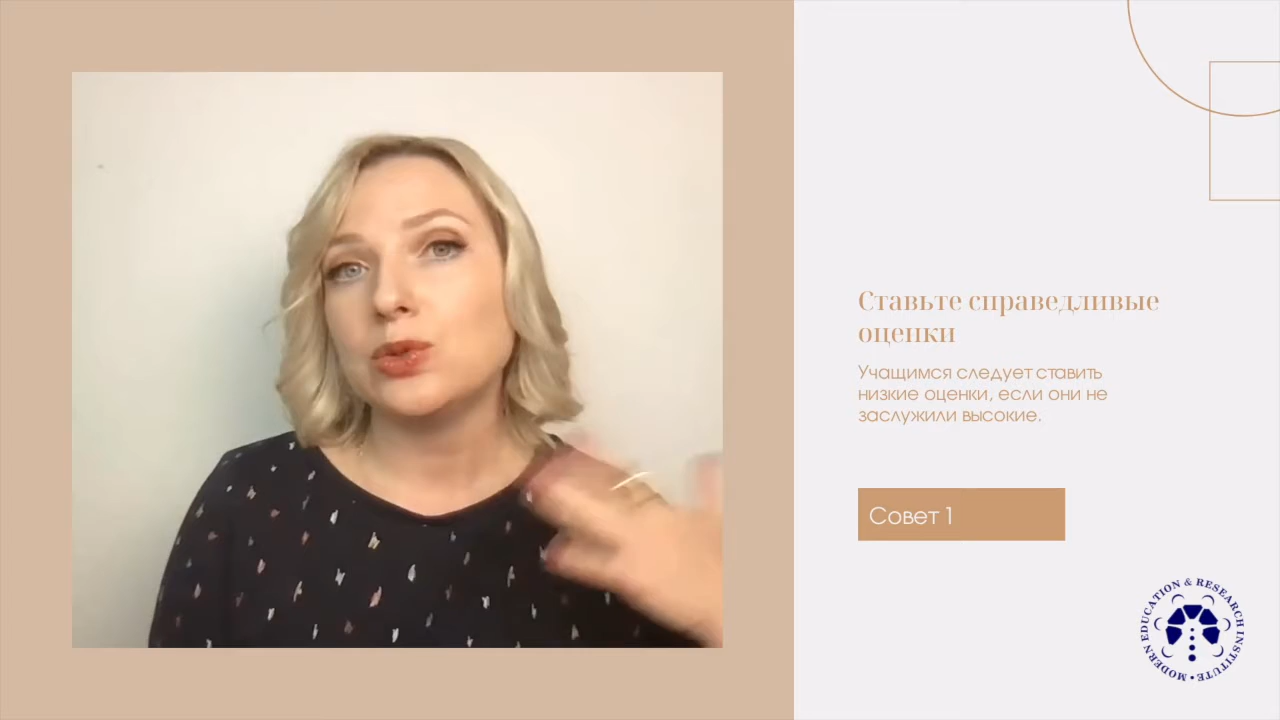 Ставьте справедливые
оценки
Учащимся следует ставить
низкие оценки, если они не
заслужили высокие.
Совет 1
MODERN EDUCATION & RESEARCH INSTITUTE •